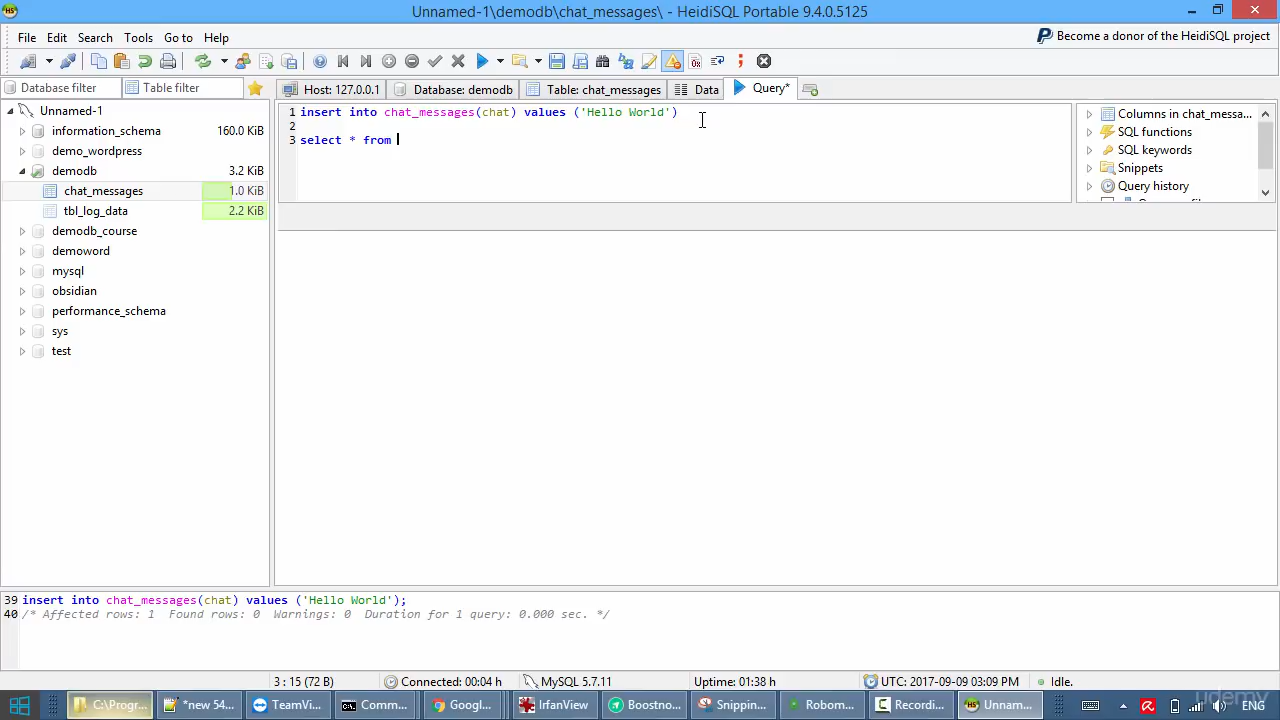 Unnamed-1\demodb\chat_messages\ - HeidiSQL Portable 9.4.0.5125
File Edit Search Tools Go to Help
Become a donor of the HeidiSQL project
Database filter
Table filter
Host: 127.0.0.1
Database: demodb
Table: chat_messages
Data
Query*
Unnamed-1
information_schema 160.0 KiB
demo_wordpress
demodb 3.2 KiB
chat_messages 1.0 KiB
tbl_log_data 2.2 KiB
demodb_course
demoword
mysql
obsidian
performance_schema
sys
test
1 insert into chat_messages(chat) values ('Hello World')
2
3 select * from
Columns in chat_messa...
SQL functions
SQL keywords
Snippets
Query history
39 insert into chat_messages(chat) values ('Hello World');
40 /* Affected rows: 1 Found rows: 0 Warnings: 0 Duration for 1 query: 0.000 sec. */
3 : 15 (72 B)
Connected: 00:04 h
MySQL 5.7.11
Uptime: 01:38 h
UTC: 2017-09-09 03:09 PM
Idle.
C:\Progr...
*new 54...
TeamVi...
Comm...
Googl...
IrfanView
Boostno...
Snippin...
Robom...
Recordi...
Unnam...
ENG
udemy